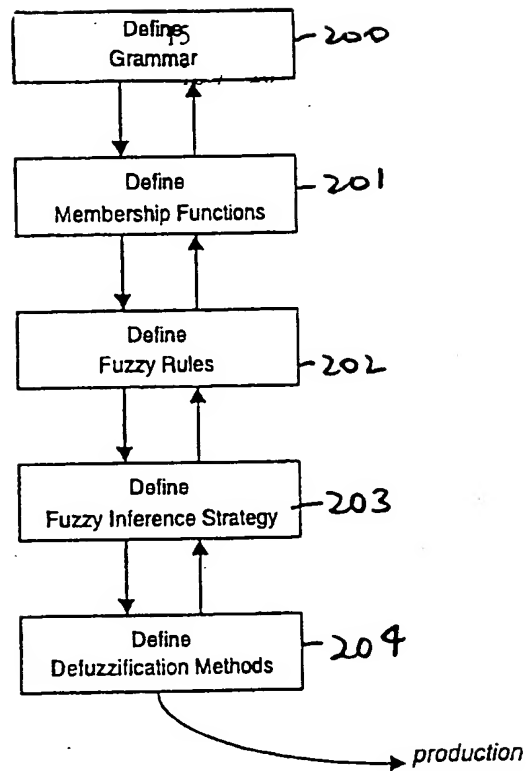 Define
Grammar
200
Define
Membership Functions
201
Define
Fuzzy Rules
202
Define
Fuzzy Inference Strategy
203
Define
Defuzzification Methods
204
production